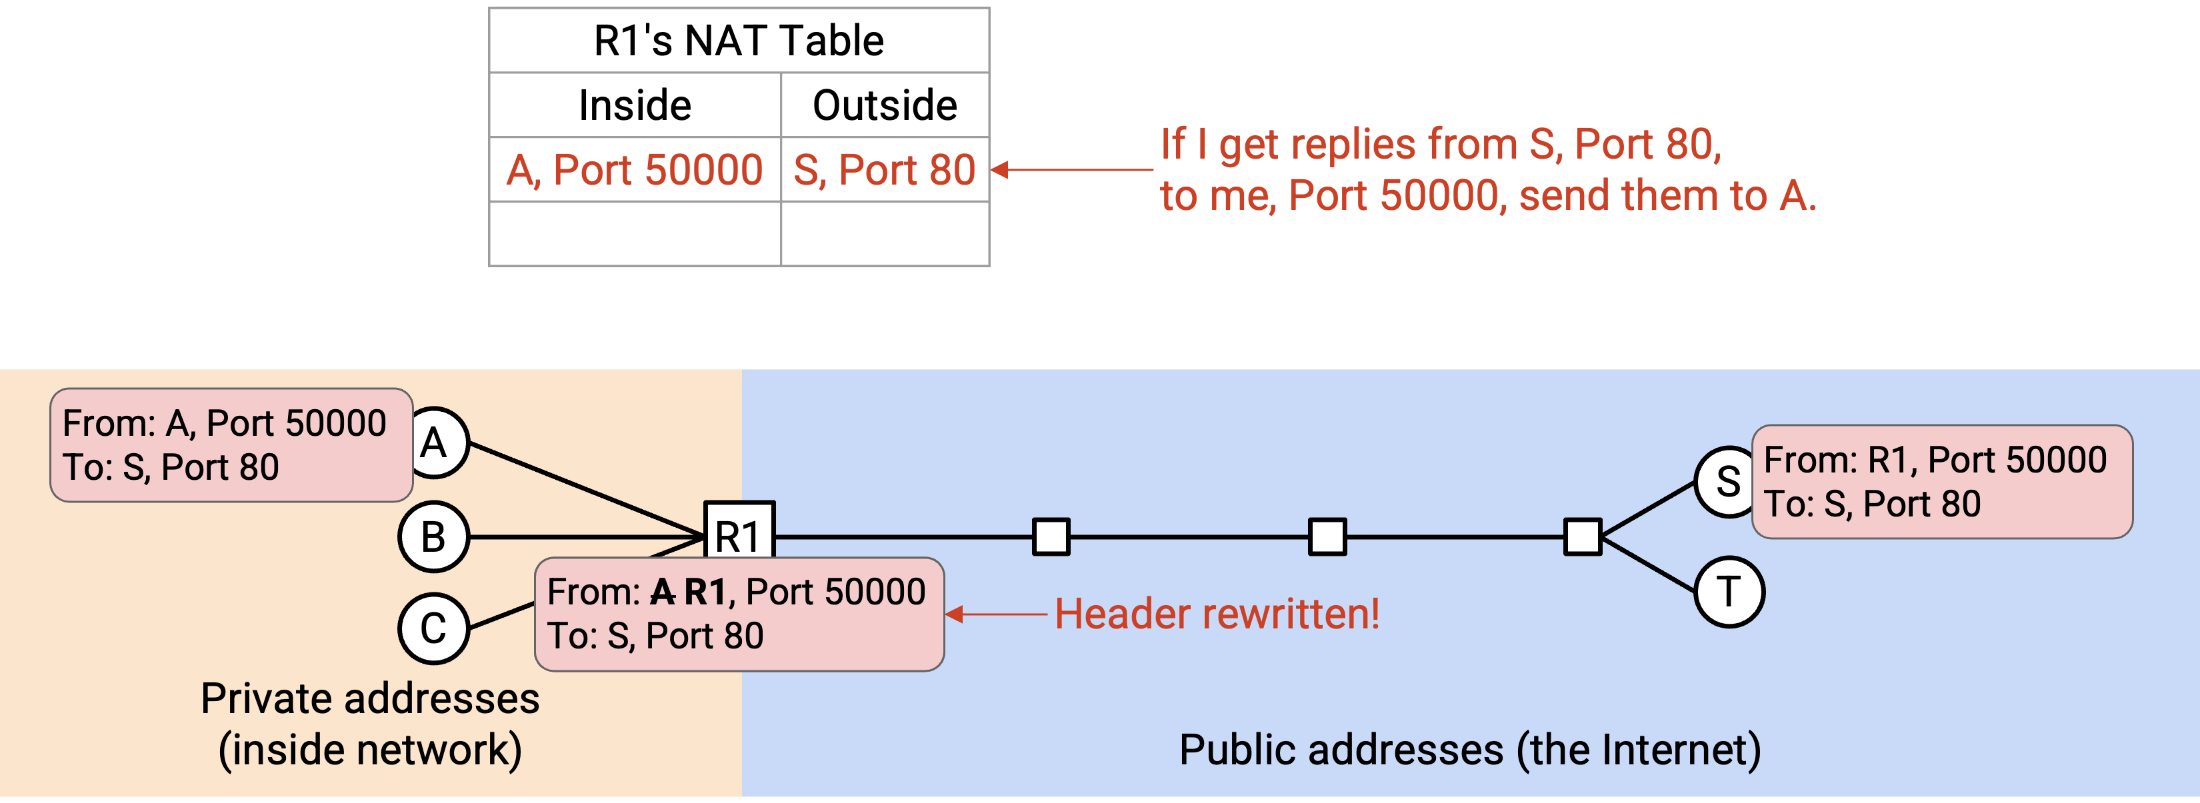 R1's NAT Table
Inside
Outside
A, Port 50000
S, Port 80
If I get replies from S, Port 80,
to me, Port 50000, send them to A.
From: A, Port 50000
To: S, Port 80
A
B
C
R1
From: A R1, Port 50000
To: S, Port 80
Header rewritten!
S
From: R1, Port 50000
To: S, Port 80
T
Private addresses
(inside network)
Public addresses (the Internet)